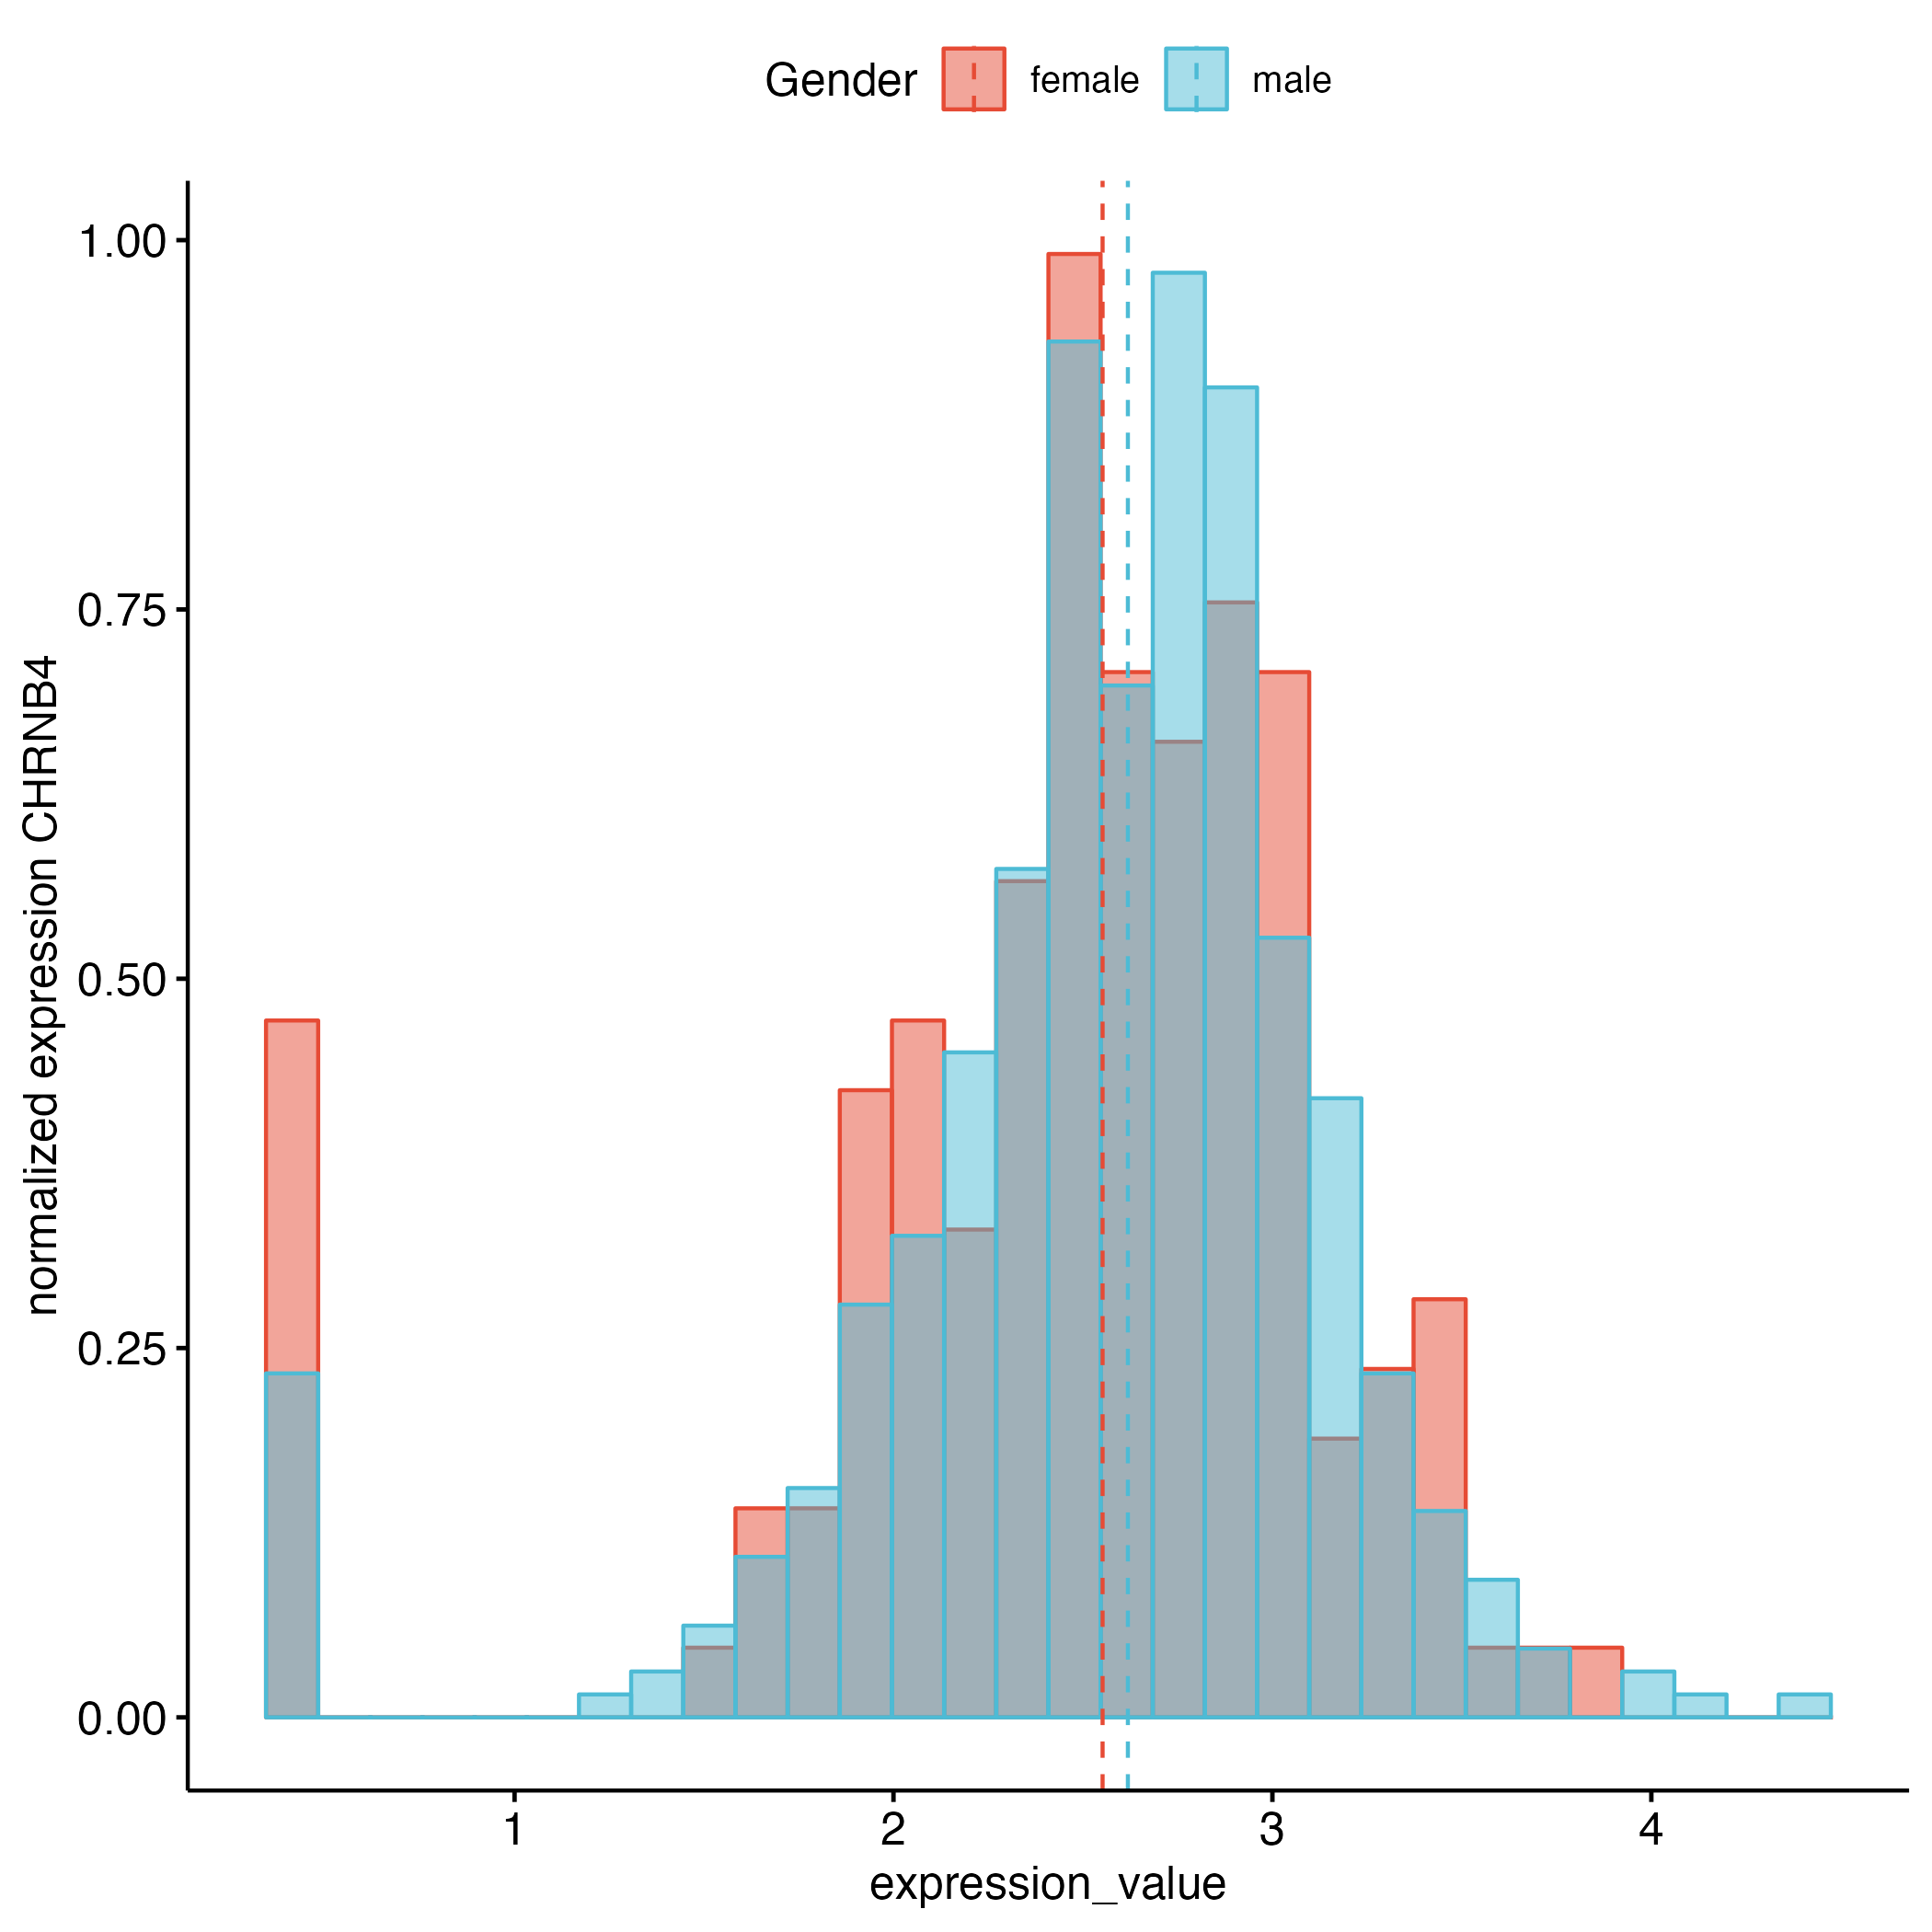 Gender female male
1.00
0.75
0.50
0.25
0.00
normalized expression CHRNB4
1 2 3 4
expression_value